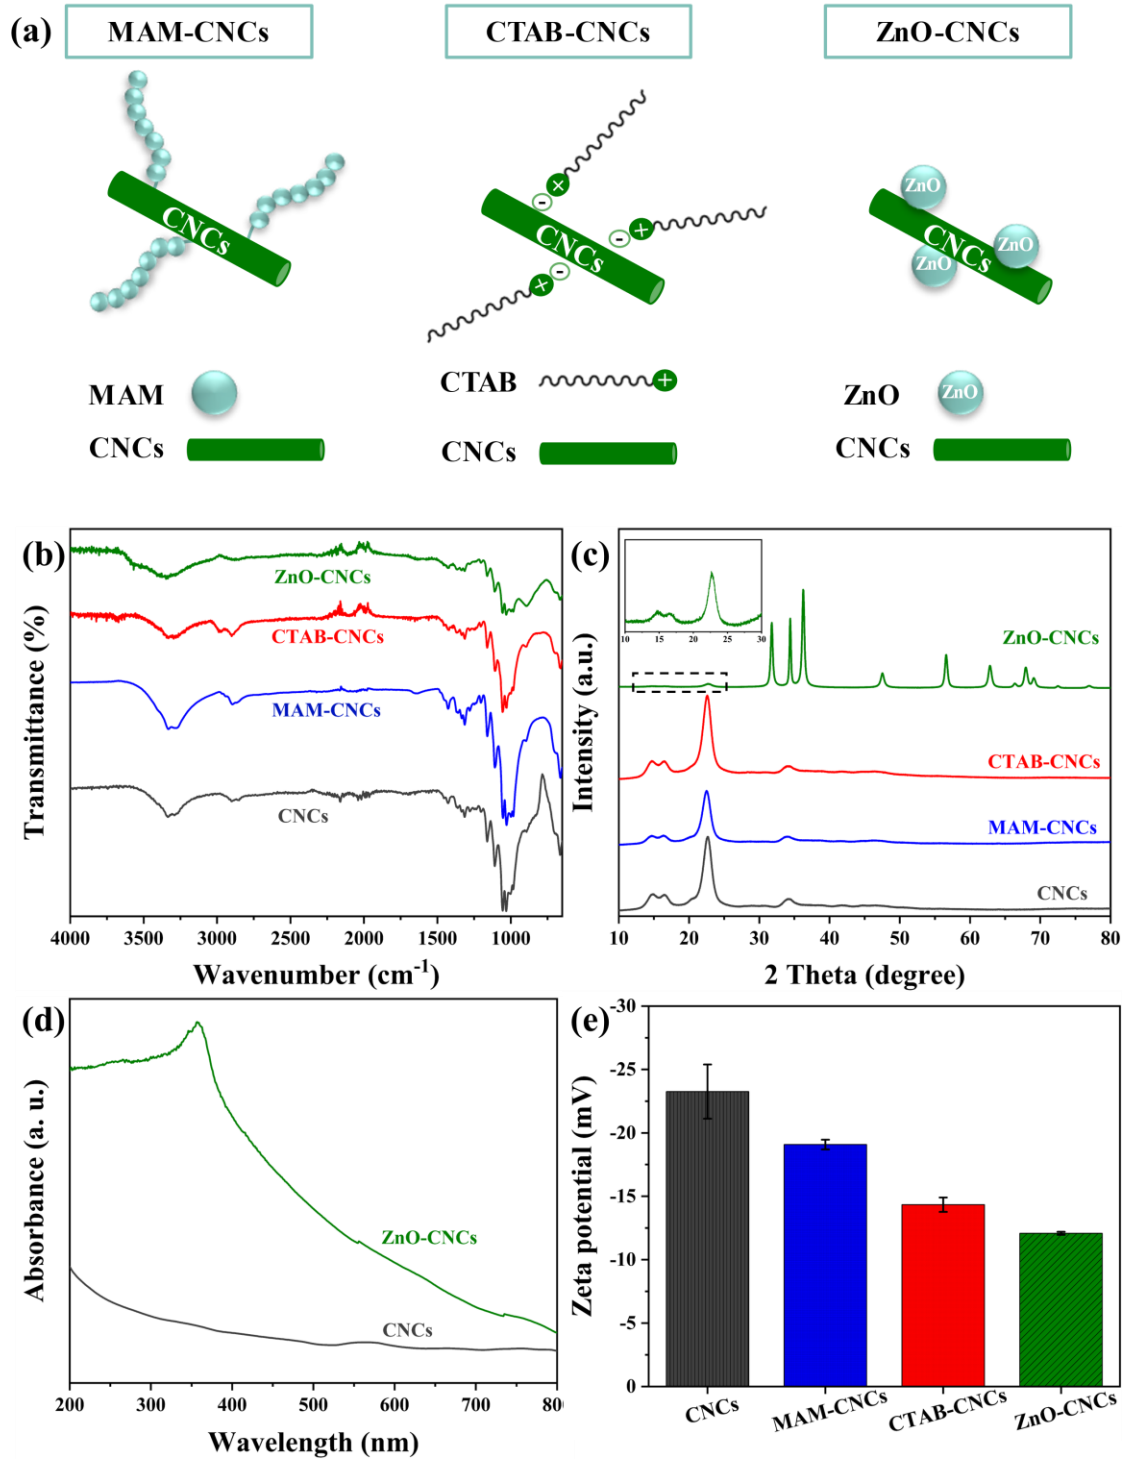 (a)
MAM-CNCs
CTAB-CNCs
ZnO-CNCs
CNCs
+
-
CNCs
-
+
-
+
ZnO
CNCs
ZnO
ZnO
MAM
CTAB
+
ZnO
ZnO
CNCs
CNCs
CNCs
(b)
ZnO-CNCs
CTAB-CNCs
MAM-CNCs
CNCs
Transmittance (%)
4000 3500 3000 2500 2000 1500 1000
Wavenumber (cm-1)
(c)
10 15 20 25 30
ZnO-CNCs
CTAB-CNCs
MAM-CNCs
CNCs
Intensity (a.u.)
10 20 30 40 50 60 70 80
2 Theta (degree)
(d)
ZnO-CNCs
CNCs
Absorbance (a. u.)
200 300 400 500 600 700 800
Wavelength (nm)
(e)
-30
-25
-20
-15
-10
-5
0
Zeta potential (mV)
CNCs
MAM-CNCs
CTAB-CNCs
ZnO-CNCs